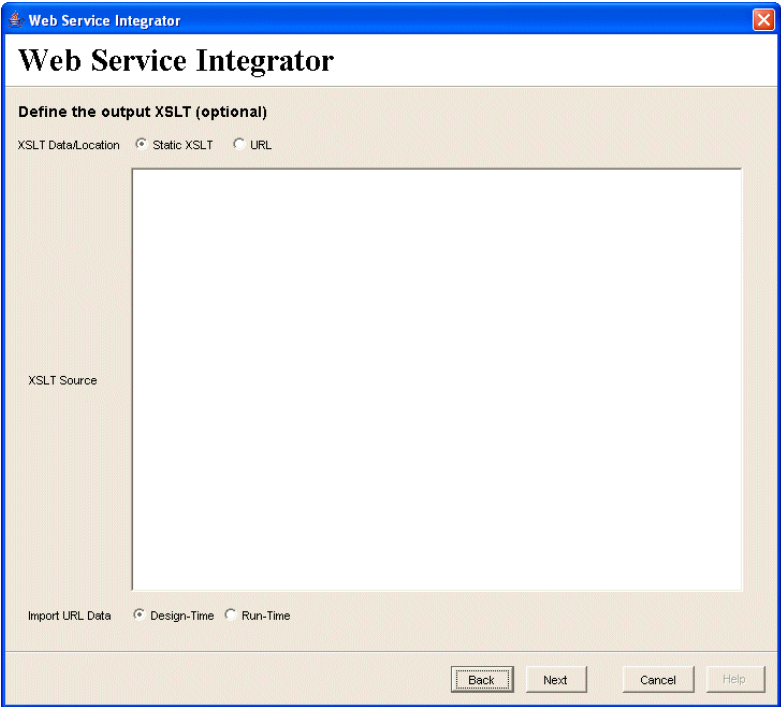 Web Service Integrator
Web Service Integrator
Define the output XSLT (optional)
XSLT Data/Location Static XSLT URL
XSLT Source
Import URL Data Design-Time Run-Time
Back Next Cancel Help